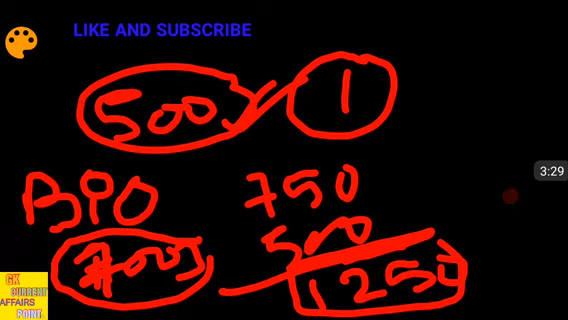 LIKE AND SUBSCRIBE
500 1
BPO 750
500
1250
3:29
GK
CURRENT
AFFAIRS
POINT